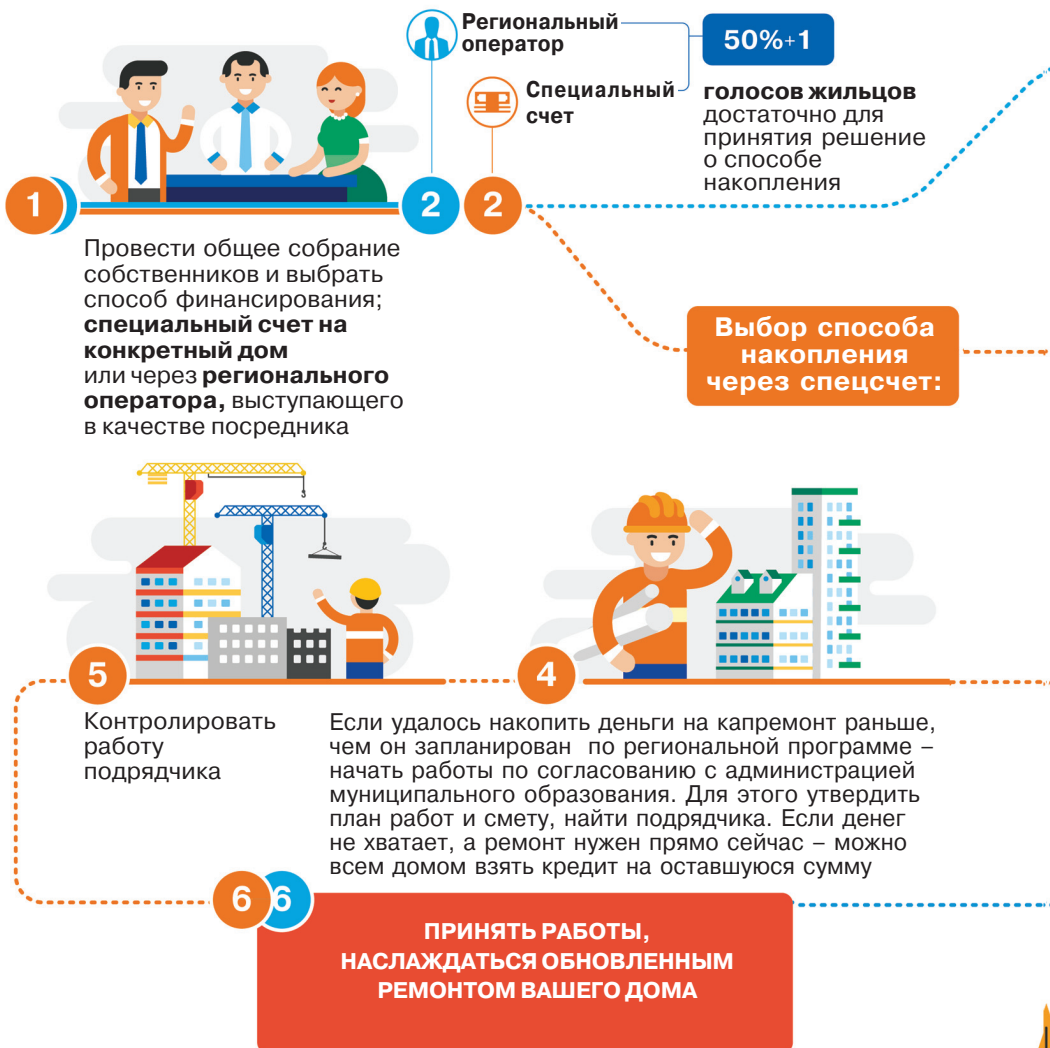 Региональный
оператор
Специальный
счет
50%+1
голосов жильцов
достаточно для
принятия решение
о способе
накопления
1
2
2
Провести общее собрание
собственников и выбрать
способ финансирования;
специальный счет на
конкретный дом
или через регионального
оператора, выступающего
в качестве посредника
Выбор способа
накопления
через спецсчет:
5
Контролировать
работу
подрядчика
4
Если удалось накопить деньги на капремонт раньше,
чем он запланирован по региональной программе –
начать работы по согласованию с администрацией
муниципального образования. Для этого утвердить
план работ и смету, найти подрядчика. Если денег
не хватает, а ремонт нужен прямо сейчас – можно
всем домом взять кредит на оставшуюся сумму
6
6
ПРИНЯТЬ РАБОТЫ,
НАСЛАЖДАТЬСЯ ОБНОВЛЕННЫМ
РЕМОНТОМ ВАШЕГО ДОМА